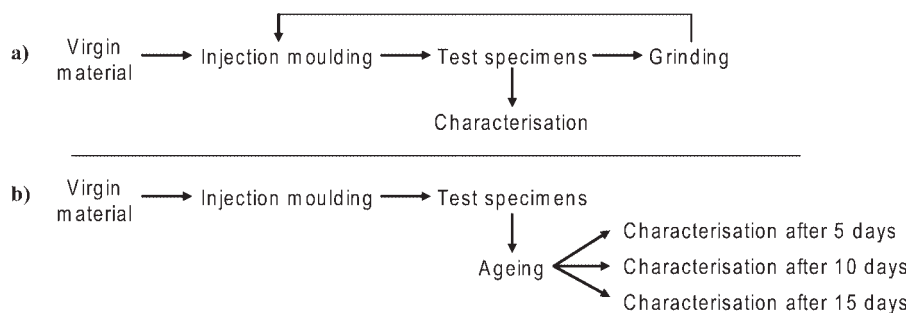 a) Virgin material Injection moulding Test specimens Grinding
Characterisation
b) Virgin material Injection moulding Test specimens
Ageing
Characterisation after 5 days
Characterisation after 10 days
Characterisation after 15 days